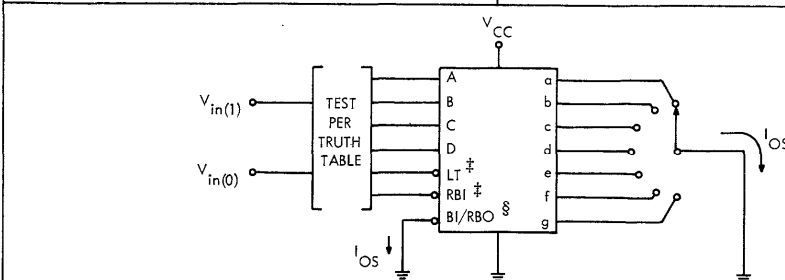 VCC
A
a
Vin(1)
TEST
PER
TRUTH
TABLE
B
b
C
c
D
d
IOS
Vin(0)
LT ‡
e
RBI ‡
f
BI/RBO §
g
IOS